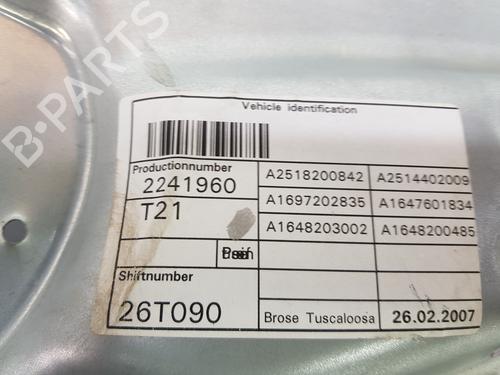 B-PARTS
Vehicle identification
Productionnumber
2241960
T21
Shiftnumber
26T090
A2518200842 A2514402009
A1697202835 A1647601834
A1648203002 A1648200485
Brose Tuscaloosa 26.02.2007